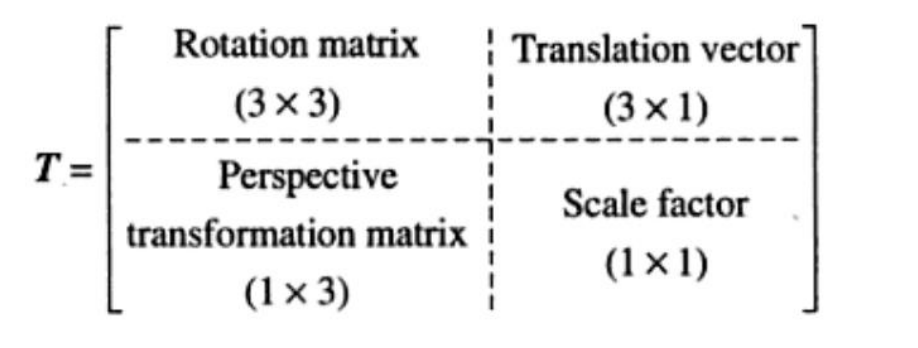 Rotation matrix
(3 × 3)
Translation vector
(3 × 1)
T =
Perspective
transformation matrix
(1 × 3)
Scale factor
(1 × 1)